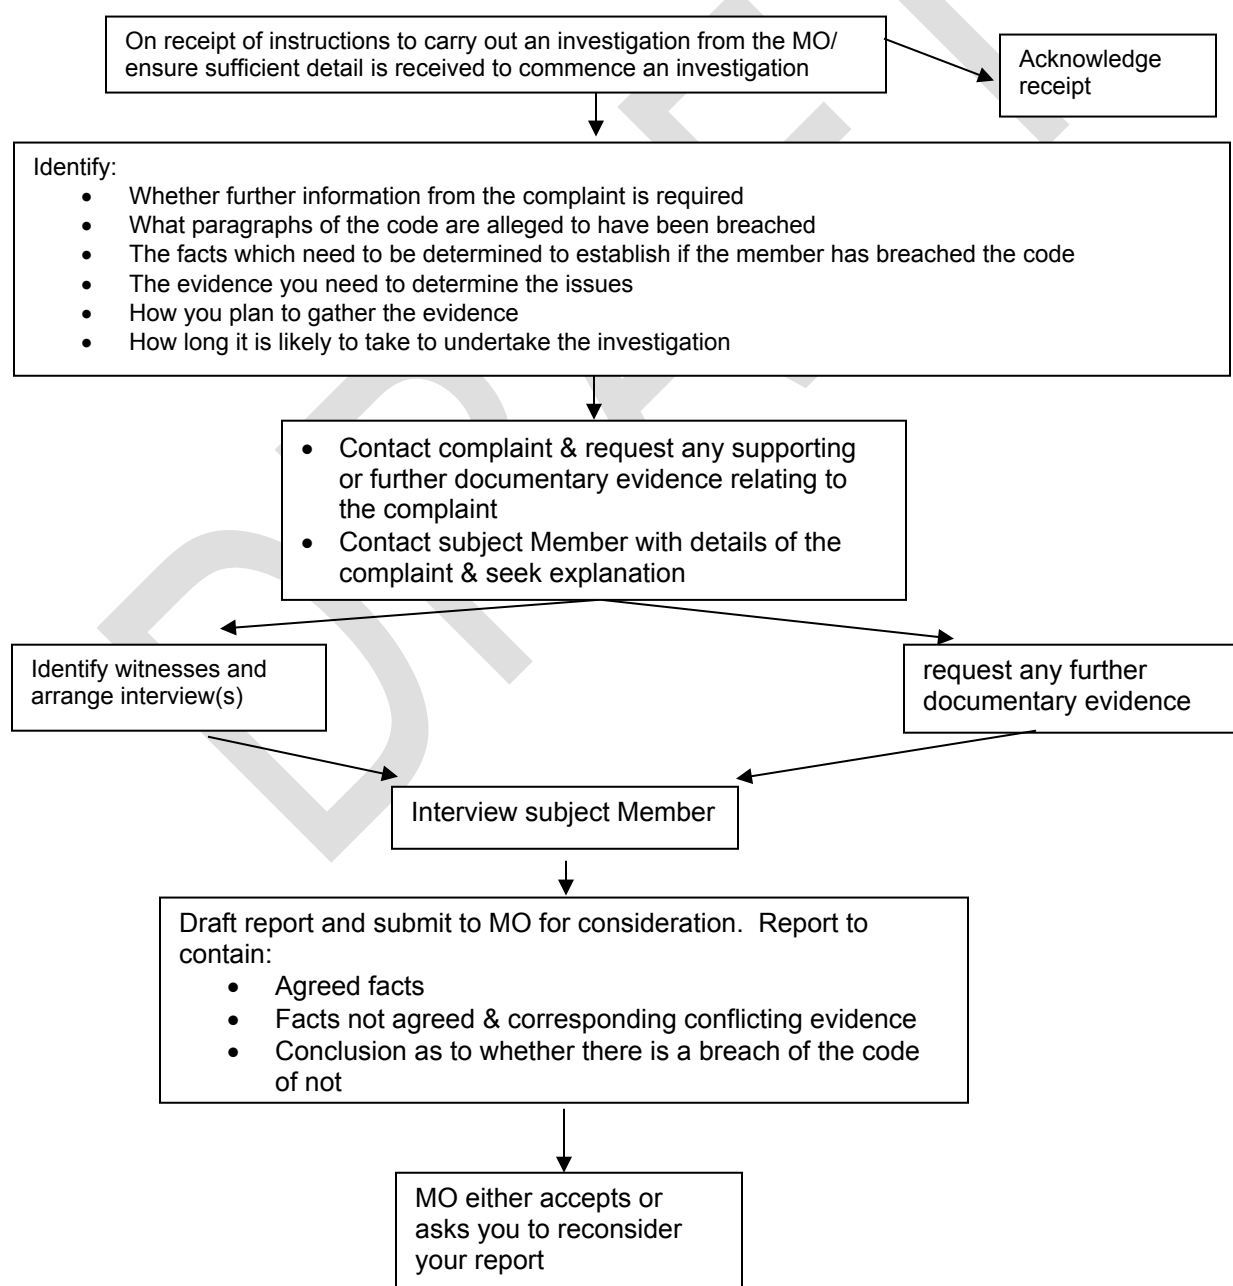 On receipt of instructions to carry out an investigation from the MO/
ensure sufficient detail is received to commence an investigation
Acknowledge
receipt
Identify:
• Whether further information from the complaint is required
• What paragraphs of the code are alleged to have been breached
• The facts which need to be determined to establish if the member has breached the code
• The evidence you need to determine the issues
• How you plan to gather the evidence
• How long it is likely to take to undertake the investigation
• Contact complaint & request any supporting
or further documentary evidence relating to
the complaint
• Contact subject Member with details of the
complaint & seek explanation
Identify witnesses and
arrange interview(s)
request any further
documentary evidence
Interview subject Member
Draft report and submit to MO for consideration. Report to
contain:
• Agreed facts
• Facts not agreed & corresponding conflicting evidence
• Conclusion as to whether there is a breach of the code
of not
MO either accepts or
asks you to reconsider
your report
DRAFT